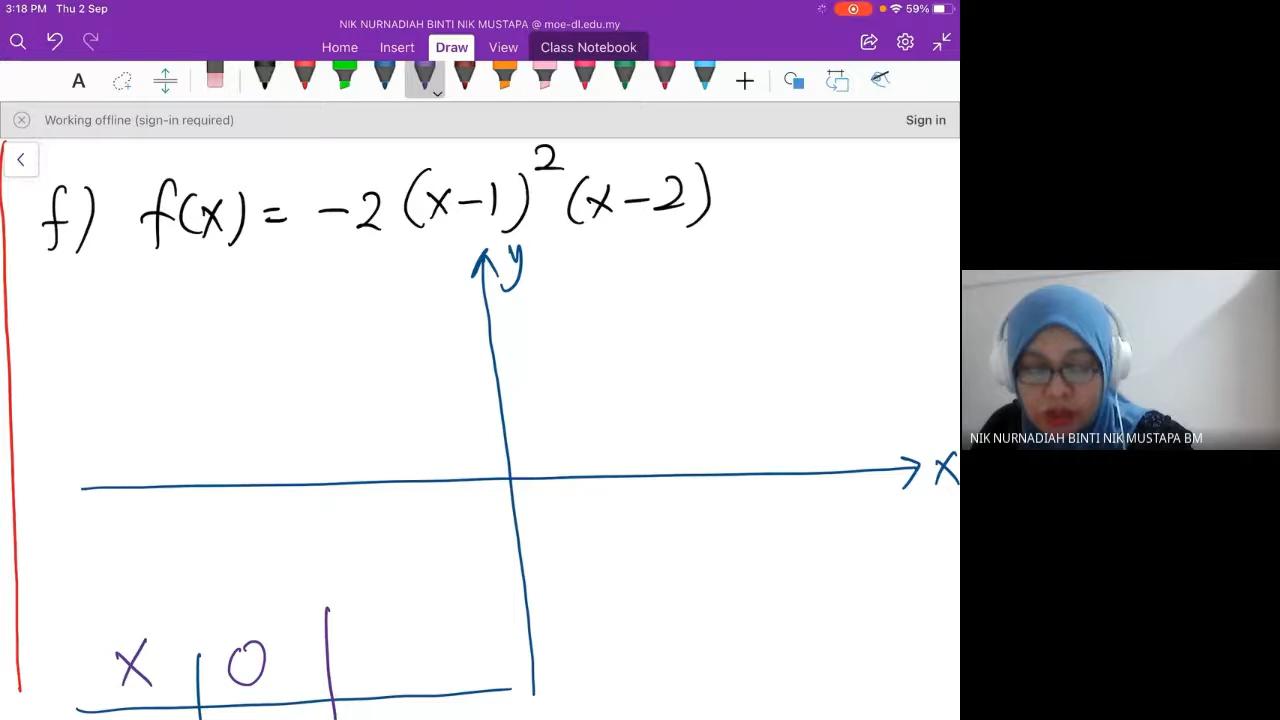 3:18 PM Thu 2 Sep
59%
NIK NURNADIAH BINTI NIK MUSTAPA @ moe-dl.edu.my
Home Insert Draw View Class Notebook
A
Working offline (sign-in required) Sign in
f) f(x) = -2 (x-1)² (x-2)
y
x
x 0
NIK NURNADIAH BINTI NIK MUSTAPA BM